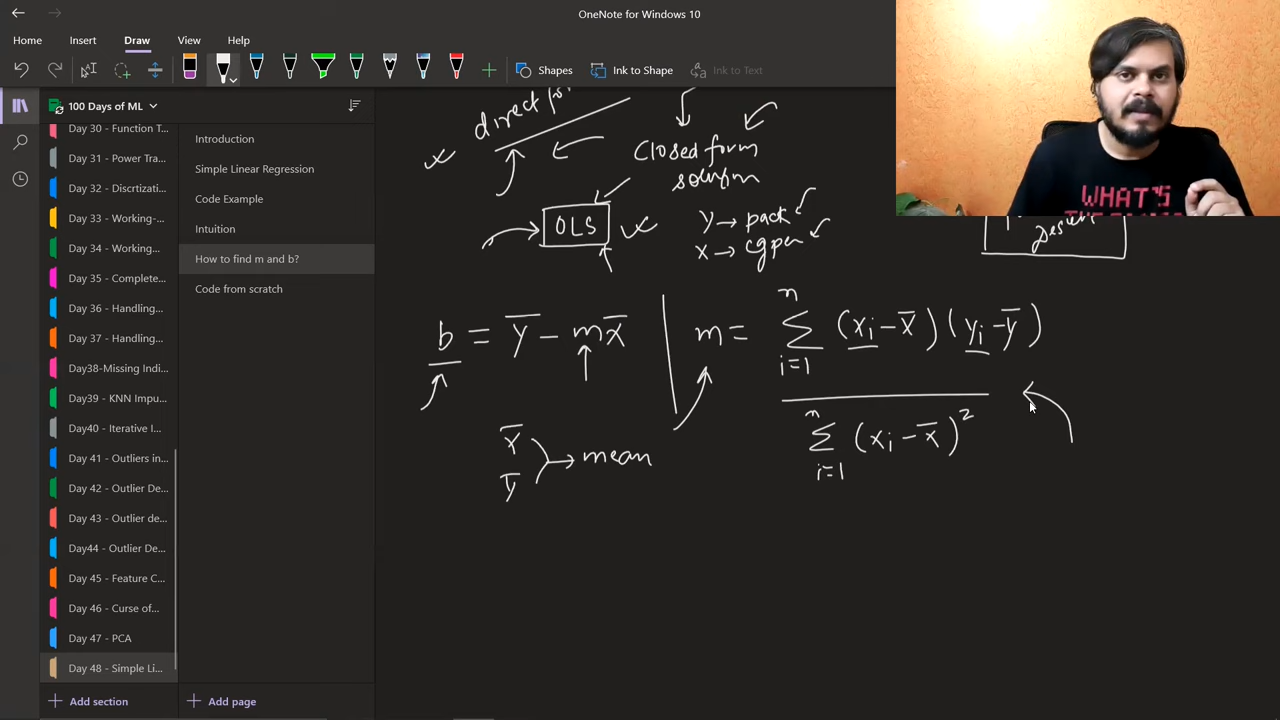 OneNote for Windows 10
Home Insert Draw View Help
Shapes Ink to Shape Ink to Text
100 Days of ML
Day 30 - Function T...
Day 31 - Power Tra...
Day 32 - Discrtizati...
Day 33 - Working-...
Day 34 - Working...
Day 35 - Complete...
Day 36 - Handling...
Day 37 - Handling...
Day38-Missing Indi...
Day39 - KNN Impu...
Day40 - Iterative I...
Day 41 - Outliers in...
Day 42 - Outlier De...
Day 43 - Outlier de...
Day44 - Outlier De...
Day 45 - Feature C...
Day 46 - Curse of...
Day 47 - PCA
Day 48 - Simple Li...
Add section
Introduction
Simple Linear Regression
Code Example
Intuition
How to find m and b?
Code from scratch
Add page
direct
Closed form
solution
OLS
y → pack
x → cgpa
b = y̅ - mx̅
m = n Σ i=1 (xi - x̅) (yi - y̅)
n Σ i=1 (xi - x̅)²
x̅
y̅
→ mean
WHAT'S